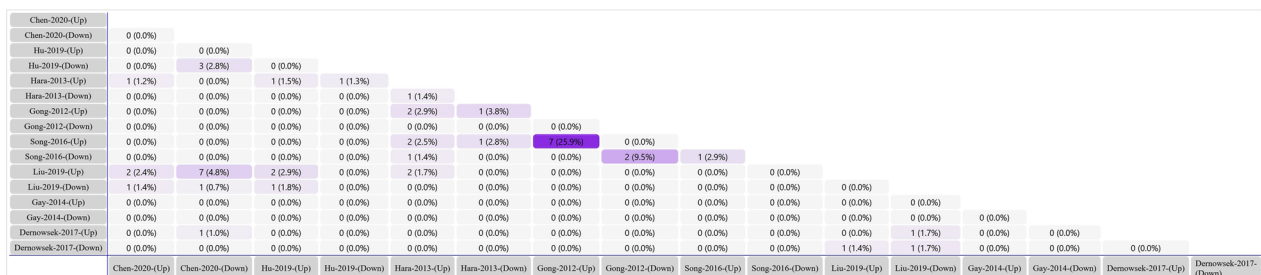 Chen-2020-(Up)
Chen-2020-(Down) 0 (0.0%)
Hu-2019-(Up) 0 (0.0%) 0 (0.0%)
Hu-2019-(Down) 0 (0.0%) 3 (2.8%) 0 (0.0%)
Hara-2013-(Up) 1 (1.2%) 0 (0.0%) 1 (1.5%) 1 (1.3%)
Hara-2013-(Down) 0 (0.0%) 0 (0.0%) 0 (0.0%) 0 (0.0%) 1 (1.4%)
Gong-2012-(Up) 0 (0.0%) 0 (0.0%) 0 (0.0%) 0 (0.0%) 2 (2.9%) 1 (3.8%)
Gong-2012-(Down) 0 (0.0%) 0 (0.0%) 0 (0.0%) 0 (0.0%) 0 (0.0%) 0 (0.0%) 0 (0.0%)
Song-2016-(Up) 0 (0.0%) 0 (0.0%) 0 (0.0%) 0 (0.0%) 2 (2.5%) 1 (2.8%) 7 (25.9%) 0 (0.0%)
Song-2016-(Down) 0 (0.0%) 0 (0.0%) 0 (0.0%) 0 (0.0%) 1 (1.4%) 0 (0.0%) 0 (0.0%) 2 (9.5%) 1 (2.9%)
Liu-2019-(Up) 2 (2.4%) 7 (4.8%) 2 (2.9%) 0 (0.0%) 2 (1.7%) 0 (0.0%) 0 (0.0%) 0 (0.0%) 0 (0.0%) 0 (0.0%)
Liu-2019-(Down) 1 (1.4%) 1 (0.7%) 1 (1.8%) 0 (0.0%) 0 (0.0%) 0 (0.0%) 0 (0.0%) 0 (0.0%) 0 (0.0%) 0 (0.0%) 0 (0.0%)
Gay-2014-(Up) 0 (0.0%) 0 (0.0%) 0 (0.0%) 0 (0.0%) 0 (0.0%) 0 (0.0%) 0 (0.0%) 0 (0.0%) 0 (0.0%) 0 (0.0%) 0 (0.0%) 0 (0.0%)
Gay-2014-(Down) 0 (0.0%) 0 (0.0%) 0 (0.0%) 0 (0.0%) 0 (0.0%) 0 (0.0%) 0 (0.0%) 0 (0.0%) 0 (0.0%) 0 (0.0%) 0 (0.0%) 0 (0.0%) 0 (0.0%)
Dernowsek-2017-(Up) 0 (0.0%) 1 (1.0%) 0 (0.0%) 0 (0.0%) 0 (0.0%) 0 (0.0%) 0 (0.0%) 0 (0.0%) 0 (0.0%) 0 (0.0%) 0 (0.0%) 1 (1.7%) 0 (0.0%) 0 (0.0%)
Dernowsek-2017-(Down) 0 (0.0%) 0 (0.0%) 0 (0.0%) 0 (0.0%) 0 (0.0%) 0 (0.0%) 0 (0.0%) 0 (0.0%) 0 (0.0%) 0 (0.0%) 1 (1.4%) 1 (1.7%) 0 (0.0%) 0 (0.0%) 0 (0.0%)
Chen-2020-(Up) Chen-2020-(Down) Hu-2019-(Up) Hu-2019-(Down) Hara-2013-(Up) Hara-2013-(Down) Gong-2012-(Up) Gong-2012-(Down) Song-2016-(Up) Song-2016-(Down) Liu-2019-(Up) Liu-2019-(Down) Gay-2014-(Up) Gay-2014-(Down) Dernowsek-2017-(Up) Dernowsek-2017-
(Down)